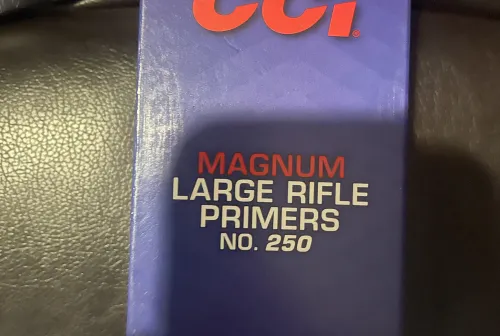 CCI®
MAGNUM
LARGE RIFLE
PRIMERS
NO. 250